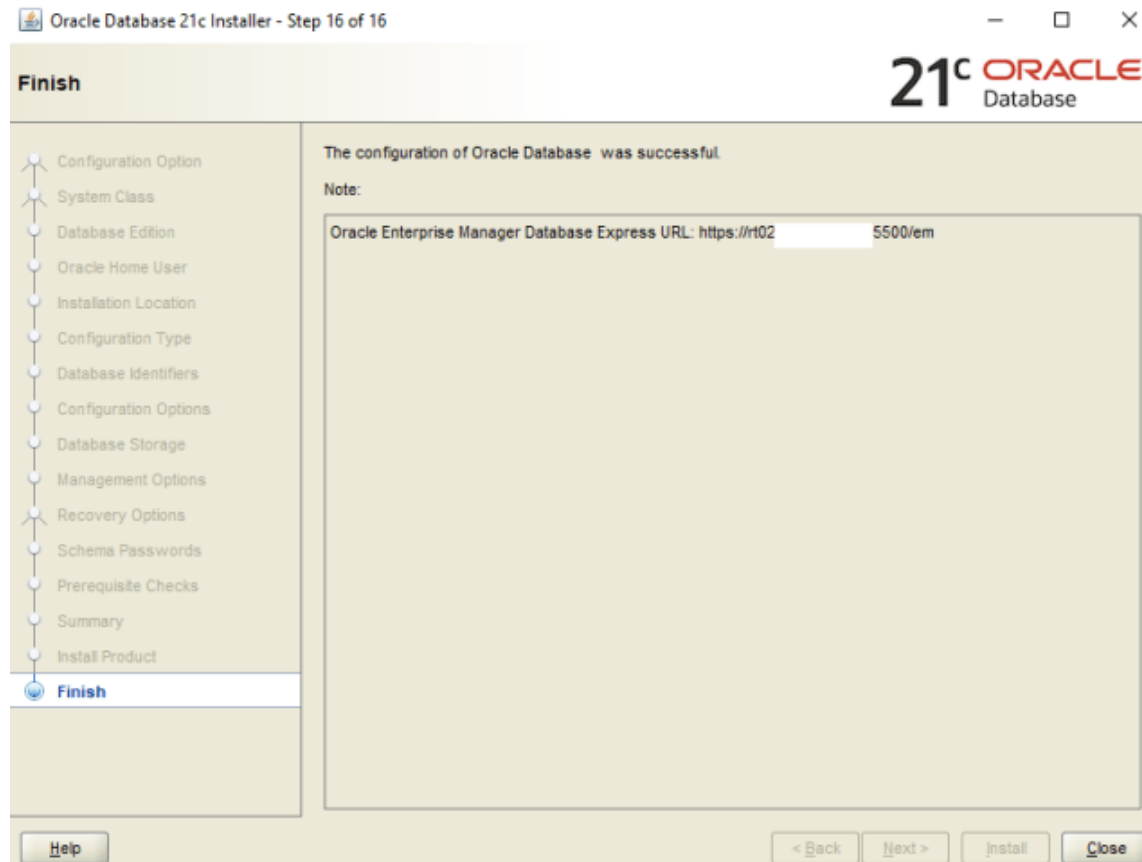 Oracle Database 21c Installer - Step 16 of 16
Finish
21c ORACLE
Database
Configuration Option
System Class
Database Edition
Oracle Home User
Installation Location
Configuration Type
Database Identifiers
Configuration Options
Database Storage
Management Options
Recovery Options
Schema Passwords
Prerequisite Checks
Summary
Install Product
Finish
The configuration of Oracle Database was successful.
Note:
Oracle Enterprise Manager Database Express URL: https://rt02 5500/em
Help
< Back
Next >
Install
Close